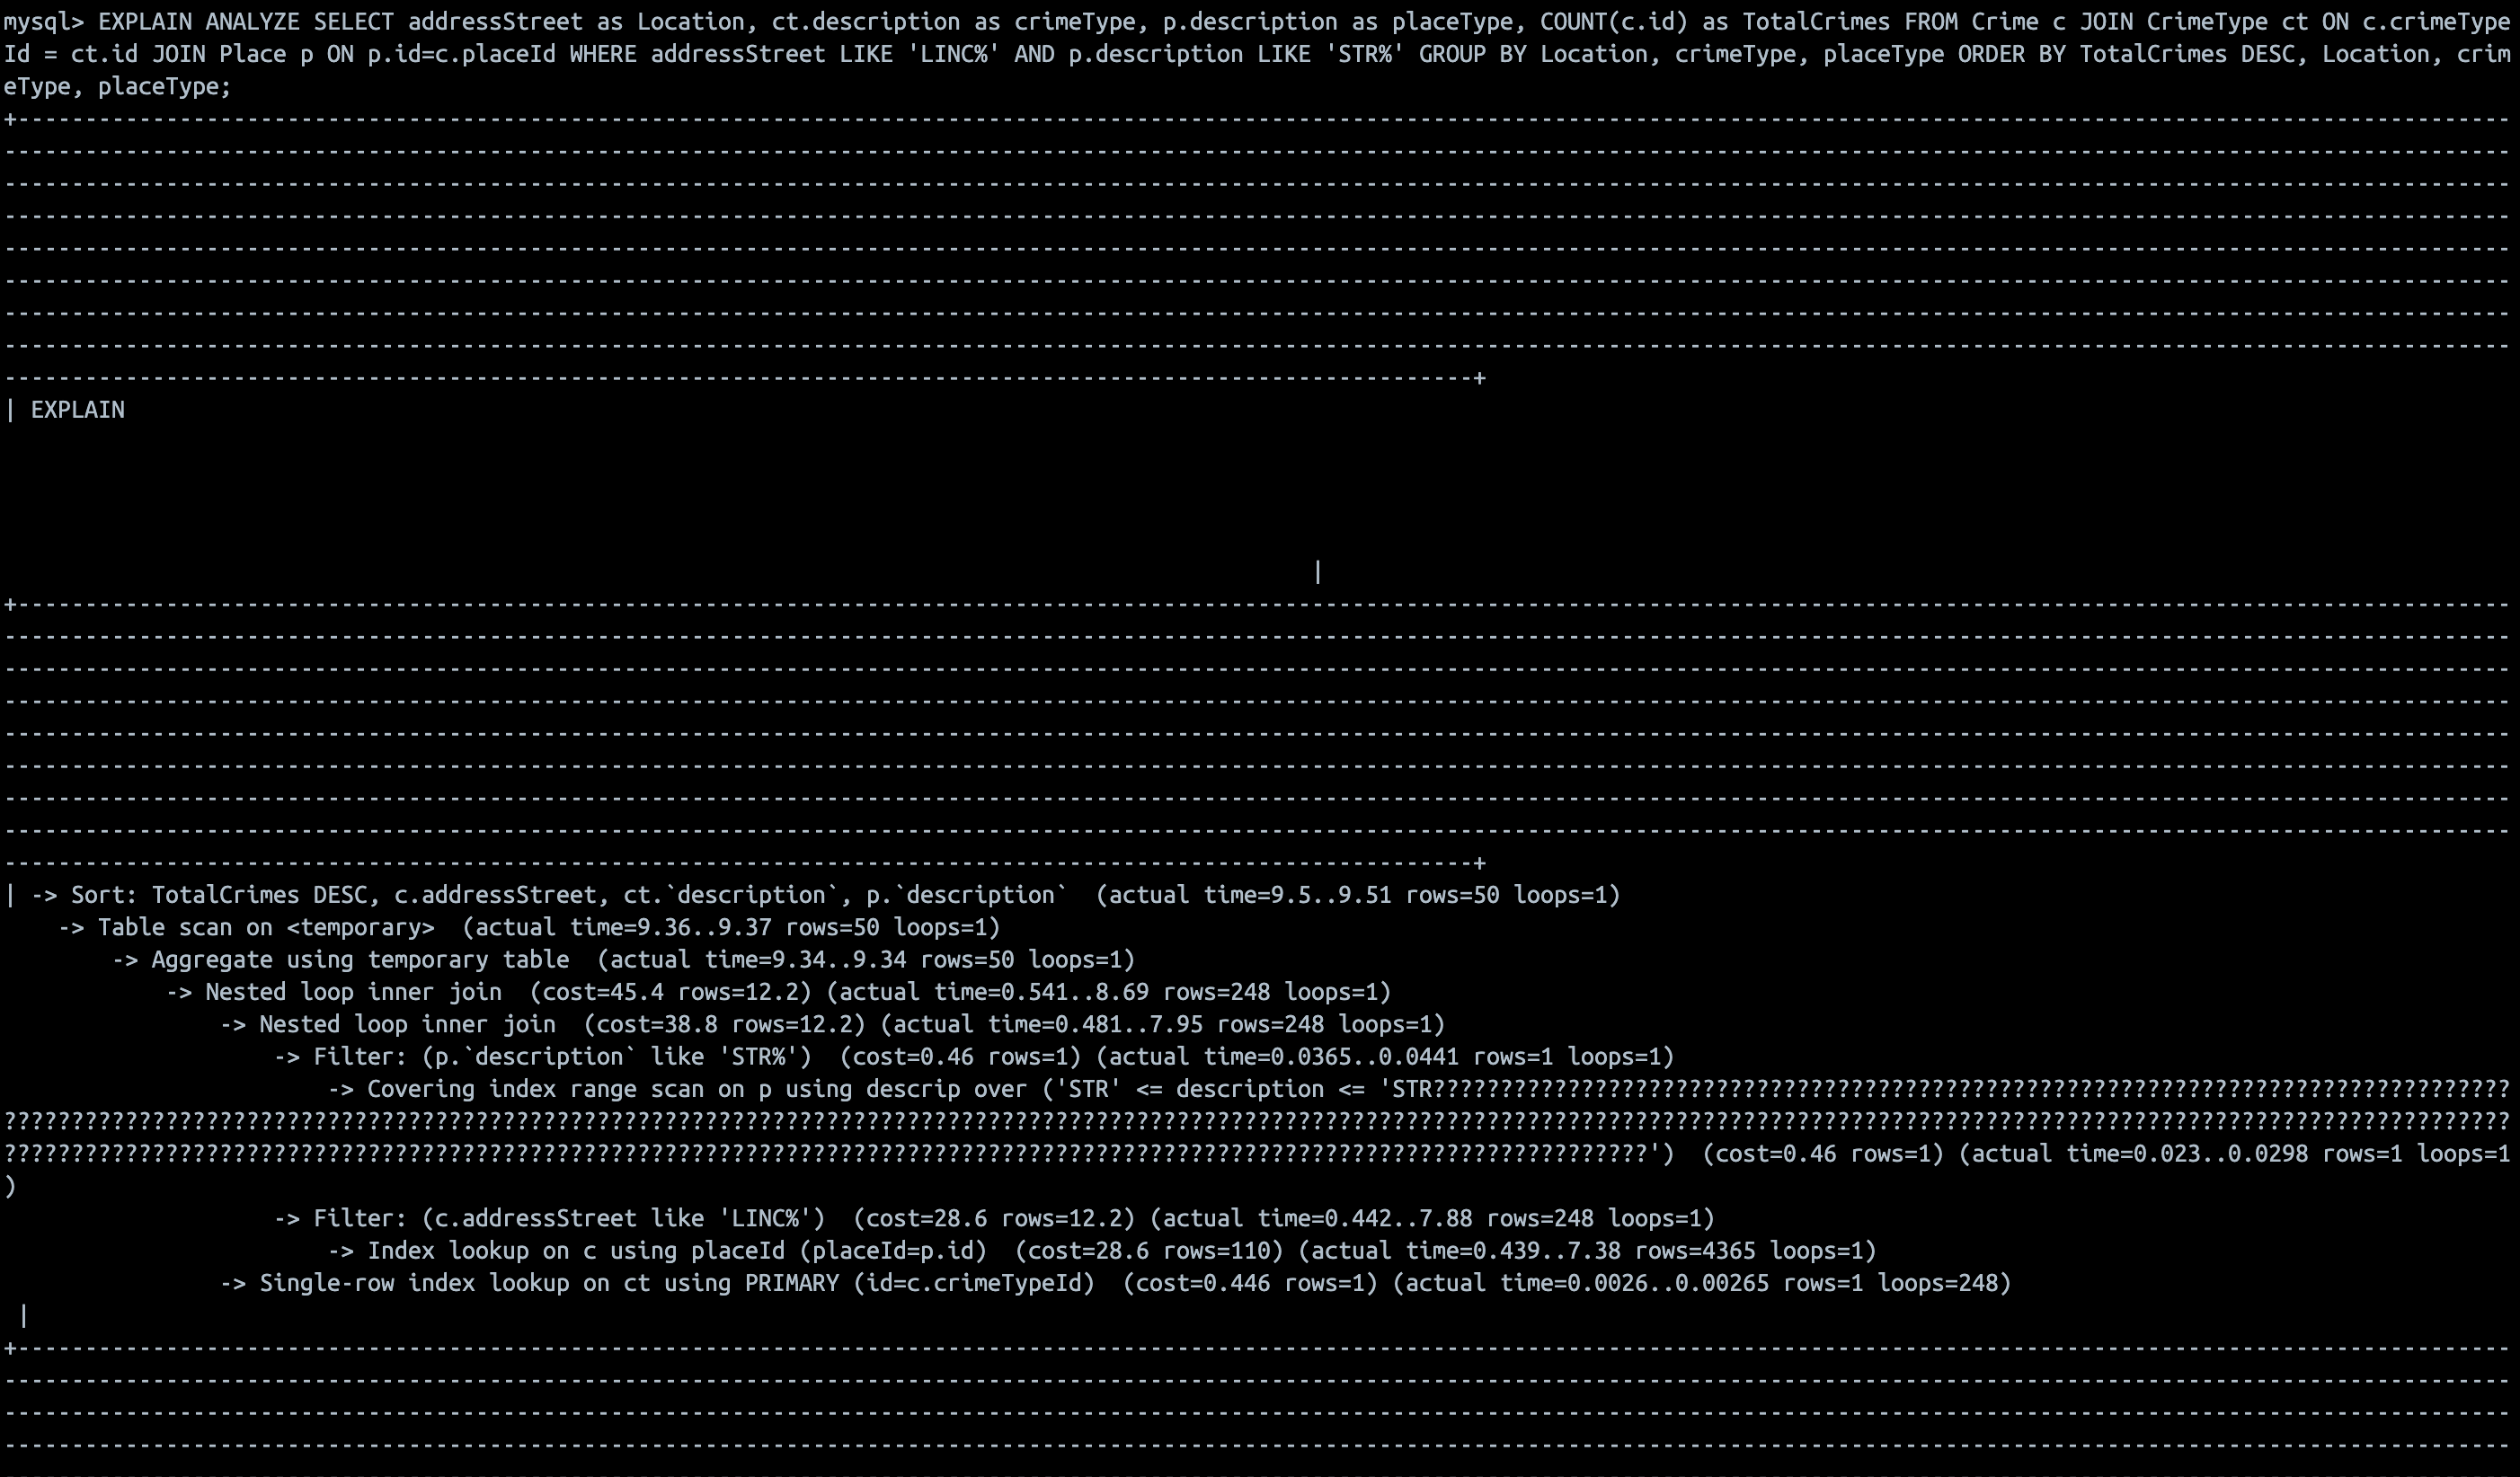 mysql> EXPLAIN ANALYZE SELECT addressStreet as Location, ct.description as crimeType, p.description as placeType, COUNT(c.id) as TotalCrimes FROM Crime c JOIN CrimeType ct ON c.crimeType
Id = ct.id JOIN Place p ON p.id=c.placeId WHERE addressStreet LIKE 'LINC%' AND p.description LIKE 'STR%' GROUP BY Location, crimeType, placeType ORDER BY TotalCrimes DESC, Location, crim
eType, placeType;
| EXPLAIN
|
| -> Sort: TotalCrimes DESC, c.addressStreet, ct.`description`, p.`description`  (actual time=9.5..9.51 rows=50 loops=1)
-> Table scan on <temporary>  (actual time=9.36..9.37 rows=50 loops=1)
-> Aggregate using temporary table  (actual time=9.34..9.34 rows=50 loops=1)
-> Nested loop inner join  (cost=45.4 rows=12.2) (actual time=0.541..8.69 rows=248 loops=1)
-> Nested loop inner join  (cost=38.8 rows=12.2) (actual time=0.481..7.95 rows=248 loops=1)
-> Filter: (p.`description` like 'STR%')  (cost=0.46 rows=1) (actual time=0.0365..0.0441 rows=1 loops=1)
-> Covering index range scan on p using descrip over ('STR' <= description <= 'STR????????????????????????????????????????????????????????????????????????????????
??????????????????????????????????????????????????????????????????????????????????????????????????????????????????????????????????????????????????????????????????????????????????????????
??????????????????????????????????????????????????????????????????????????????????????????????????????????????????????????')  (cost=0.46 rows=1) (actual time=0.023..0.0298 rows=1 loops=1
)
-> Filter: (c.addressStreet like 'LINC%')  (cost=28.6 rows=12.2) (actual time=0.442..7.88 rows=248 loops=1)
-> Index lookup on c using placeId (placeId=p.id)  (cost=28.6 rows=110) (actual time=0.439..7.38 rows=4365 loops=1)
-> Single-row index lookup on ct using PRIMARY (id=c.crimeTypeId)  (cost=0.446 rows=1) (actual time=0.0026..0.00265 rows=1 loops=248)
|